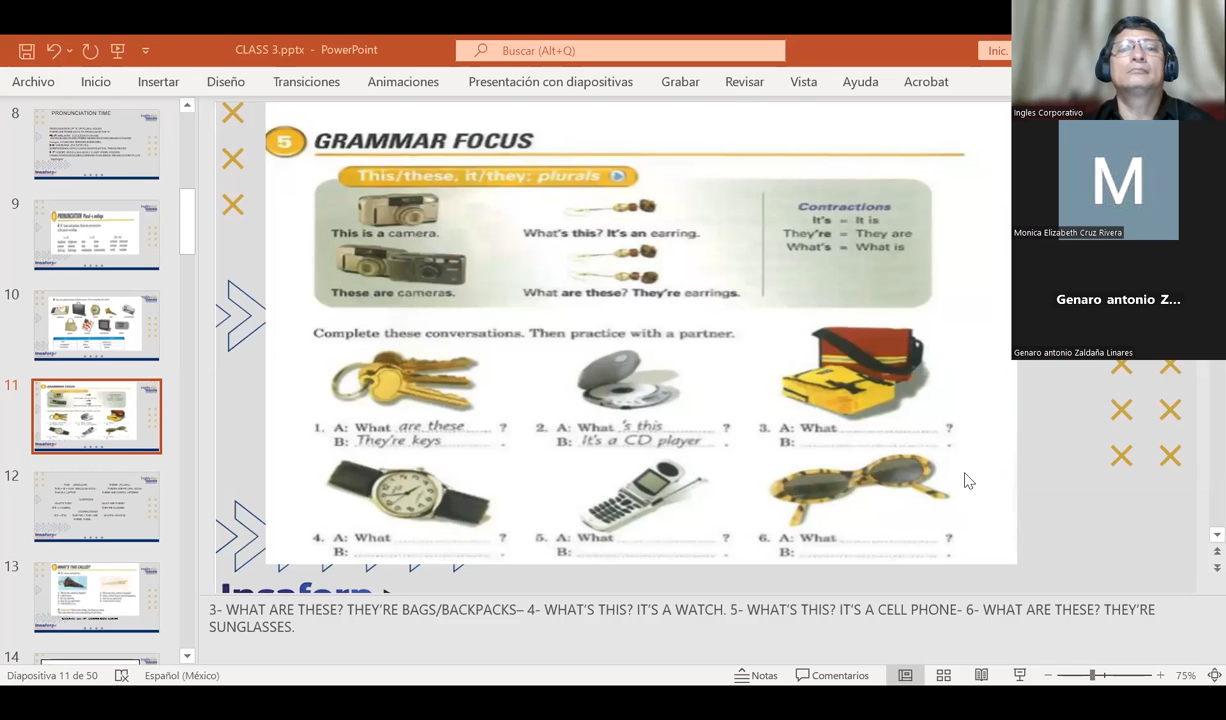 CLASS 3.pptx - PowerPoint
Buscar (Alt+Q)
Inic.
Archivo Inicio Insertar Diseño Transiciones Animaciones Presentación con diapositivas Grabar Revisar Vista Ayuda Acrobat
Ingles Corporativo
M
Monica Elizabeth Cruz Rivera
Genaro antonio Z...
Genaro antonio Zaldaña Linares
8
PRONUNCIATION TIME
9
10
11
GRAMMAR FOCUS
12
13
WHAT'S THIS CALLED?
14
5 GRAMMAR FOCUS
This/these, it/they; plurals
This is a camera.
What's this? It's an earring.
These are cameras.
What are these? They're earrings.
Contractions
It's = It is
They're = They are
What's = What is
Complete these conversations. Then practice with a partner.
1. A: What are these ?
B: They're keys .
2. A: What 's this ?
B: It's a CD player .
3. A: What ?
B: .
4. A: What ?
B: .
5. A: What ?
B: .
6. A: What ?
B: .
Insaforp
3- WHAT ARE THESE? THEY'RE BAGS/BACKPACKS– 4- WHAT'S THIS? IT'S A WATCH. 5- WHAT'S THIS? IT'S A CELL PHONE- 6- WHAT ARE THESE? THEY'RE
SUNGLASSES.
Diapositiva 11 de 50 Español (México) Notas Comentarios 75%